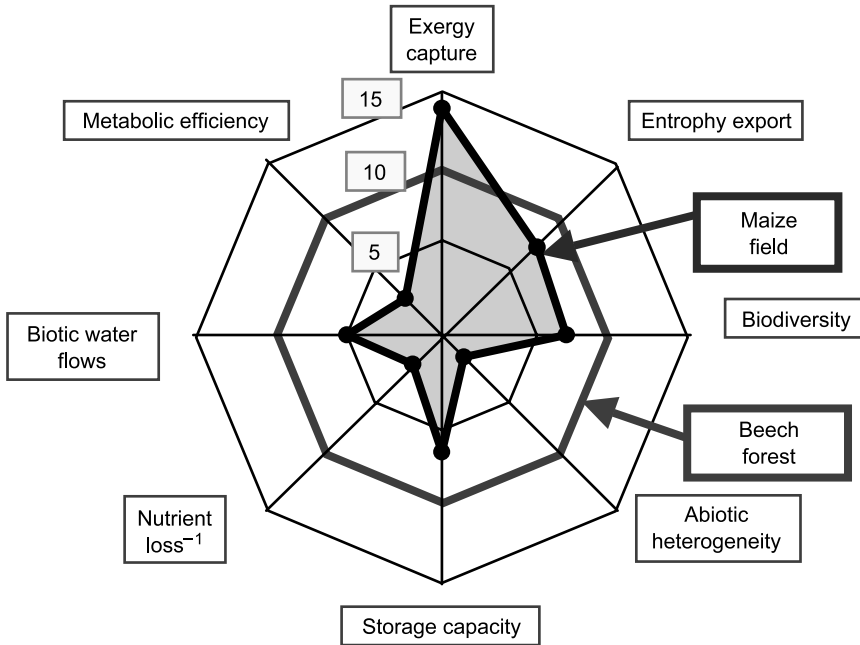 Exergy
capture
15
Metabolic efficiency
Entrophy export
10
Maize
field
5
Biodiversity
Biotic water
flows
Beech
forest
Nutrient
loss⁻¹
Abiotic
heterogeneity
Storage capacity